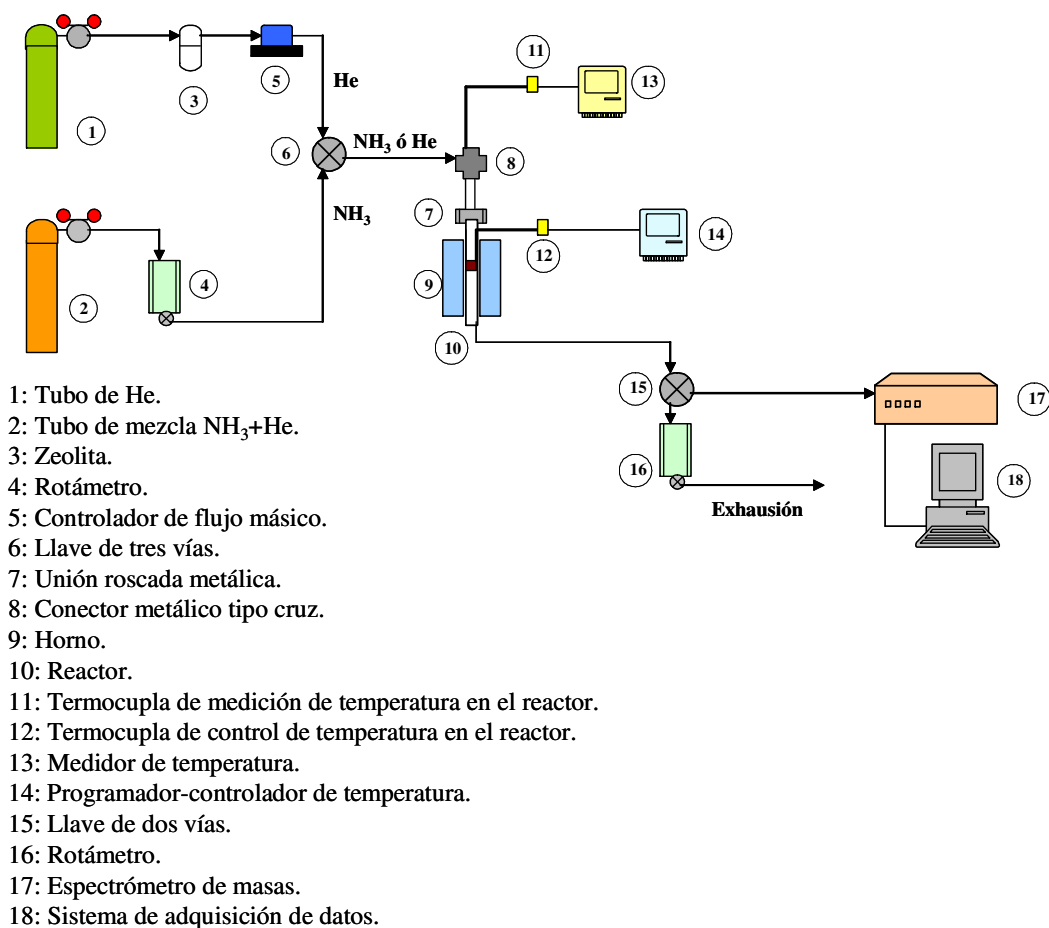 11
13
5
He
3
1
6
NH₃ ó He
8
7
NH₃
14
12
9
4
2
10
15
17
16
18
Exhausión
1: Tubo de He.
2: Tubo de mezcla NH₃+He.
3: Zeolita.
4: Rotámetro.
5: Controlador de flujo másico.
6: Llave de tres vías.
7: Unión roscada metálica.
8: Conector metálico tipo cruz.
9: Horno.
10: Reactor.
11: Termocupla de medición de temperatura en el reactor.
12: Termocupla de control de temperatura en el reactor.
13: Medidor de temperatura.
14: Programador-controlador de temperatura.
15: Llave de dos vías.
16: Rotámetro.
17: Espectrómetro de masas.
18: Sistema de adquisición de datos.